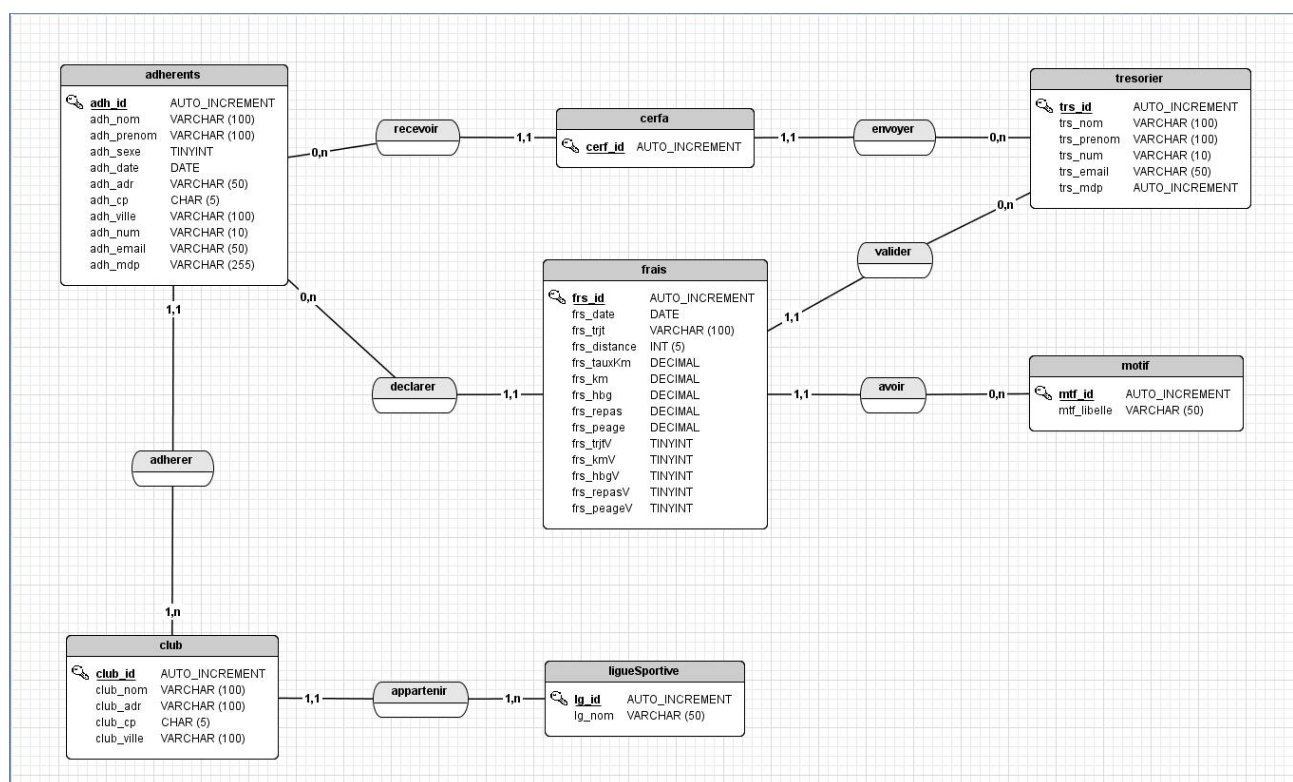 adherents
adh_id AUTO_INCREMENT
adh_nom VARCHAR (100)
adh_prenom VARCHAR (100)
adh_sexe TINYINT
adh_date DATE
adh_adr VARCHAR (50)
adh_cp CHAR (5)
adh_ville VARCHAR (100)
adh_num VARCHAR (10)
adh_email VARCHAR (50)
adh_mdp VARCHAR (255)
0,n
recevoir
1,1
cerfa
cerf_id AUTO_INCREMENT
1,1
envoyer
0,n
tresorier
trs_id AUTO_INCREMENT
trs_nom VARCHAR (100)
trs_prenom VARCHAR (100)
trs_num VARCHAR (10)
trs_email VARCHAR (50)
trs_mdp AUTO_INCREMENT
0,n
valider
1,1
0,n
declarer
1,1
frais
frs_id AUTO_INCREMENT
frs_date DATE
frs_trjt VARCHAR (100)
frs_distance INT (5)
frs_tauxKm DECIMAL
frs_km DECIMAL
frs_hbg DECIMAL
frs_repas DECIMAL
frs_peage DECIMAL
frs_trjtV TINYINT
frs_kmV TINYINT
frs_hbgV TINYINT
frs_repasV TINYINT
frs_peageV TINYINT
1,1
avoir
0,n
motif
mtf_id AUTO_INCREMENT
mtf_libelle VARCHAR (50)
1,1
adherer
1,n
club
club_id AUTO_INCREMENT
club_nom VARCHAR (100)
club_adr VARCHAR (100)
club_cp CHAR (5)
club_ville VARCHAR (100)
1,1
appartenir
1,n
ligueSportive
lg_id AUTO_INCREMENT
lg_nom VARCHAR (50)